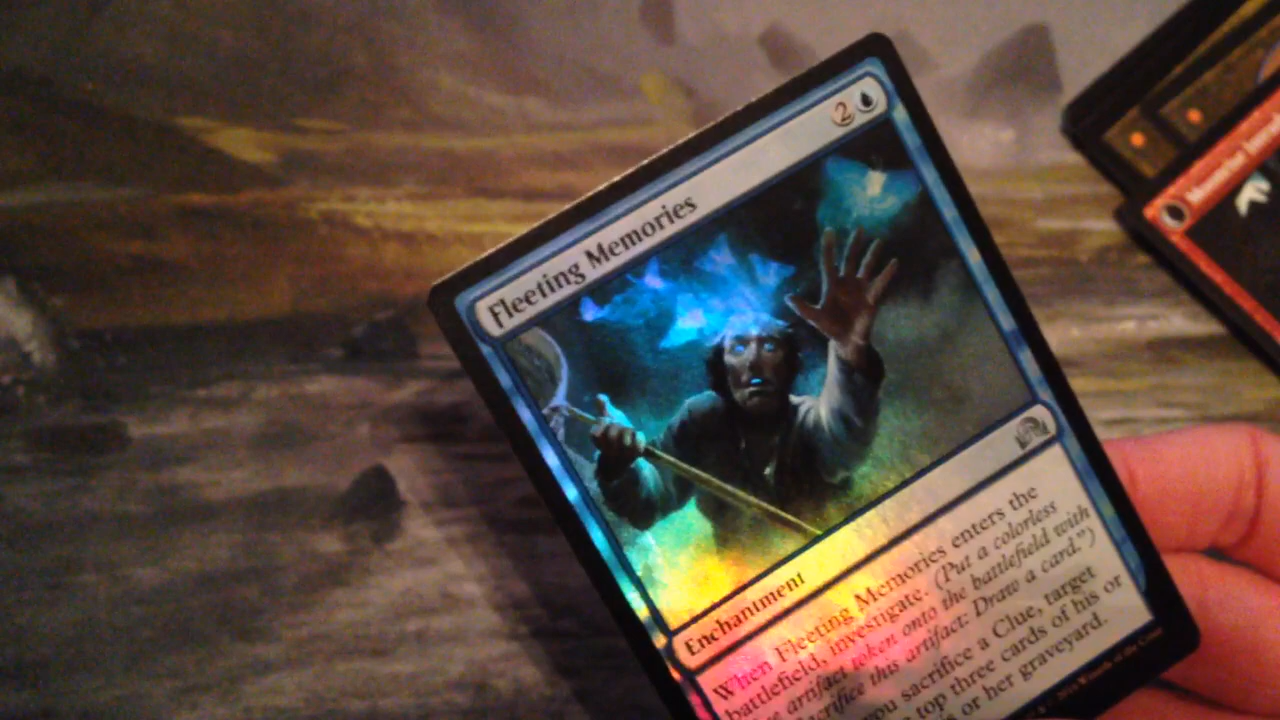 2
Fleeting Memories
Enchantment
When Fleeting Memories enters the
battlefield, investigate. (Put a colorless
artifact token onto the battlefield with
sacrifice this artifact: Draw a card.")
you sacrifice a Clue, target
top three cards of his or
or her graveyard.